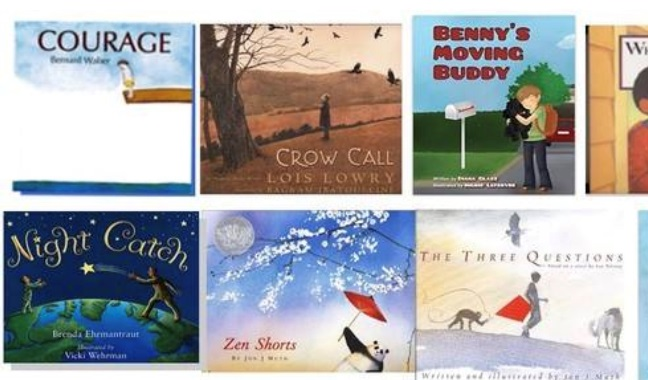 COURAGE
Bernard Waber
CROW CALL
LOIS LOWRY
BAGRAM IBATOULLINE
BENNY'S
MOVING
BUDDY
Night Catch
Brenda Ehrmantraut
Illustrated by
Vicki Wehrman
Zen Shorts
BY JON J MUTH
THE THREE QUESTIONS
Written and illustrated by Jon J Muth